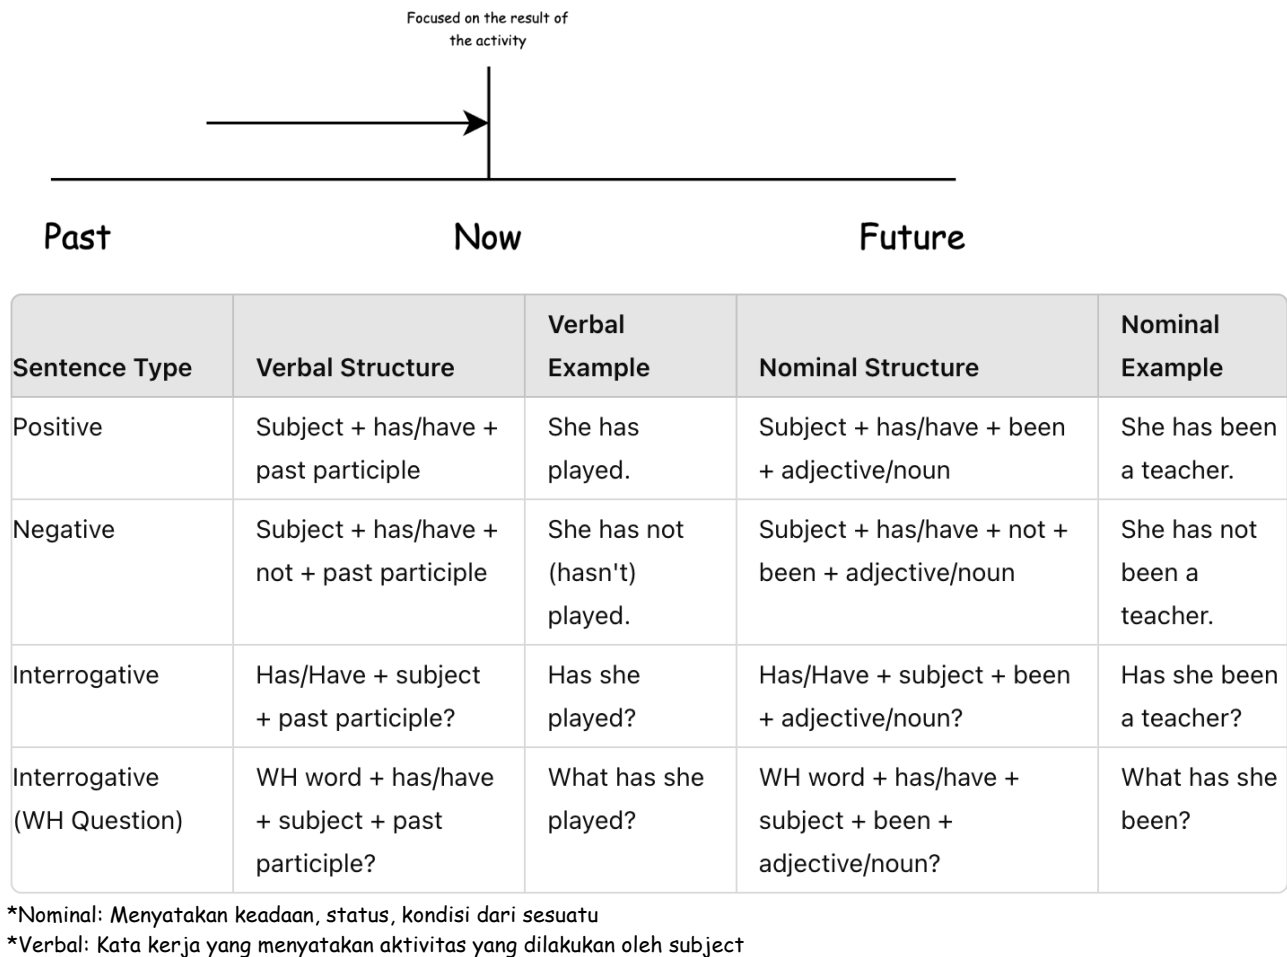 Focused on the result of
the activity
Past
Now
Future
Sentence Type
Verbal Structure
Verbal
Example
Nominal Structure
Nominal
Example
Positive
Subject + has/have +
past participle
She has
played.
Subject + has/have + been
+ adjective/noun
She has been
a teacher.
Negative
Subject + has/have +
not + past participle
She has not
(hasn't)
played.
Subject + has/have + not +
been + adjective/noun
She has not
been a
teacher.
Interrogative
Has/Have + subject
+ past participle?
Has she
played?
Has/Have + subject + been
+ adjective/noun?
Has she been
a teacher?
Interrogative
(WH Question)
WH word + has/have
+ subject + past
participle?
What has she
played?
WH word + has/have +
subject + been +
adjective/noun?
What has she
been?
*Nominal: Menyatakan keadaan, status, kondisi dari sesuatu
*Verbal: Kata kerja yang menyatakan aktivitas yang dilakukan oleh subject